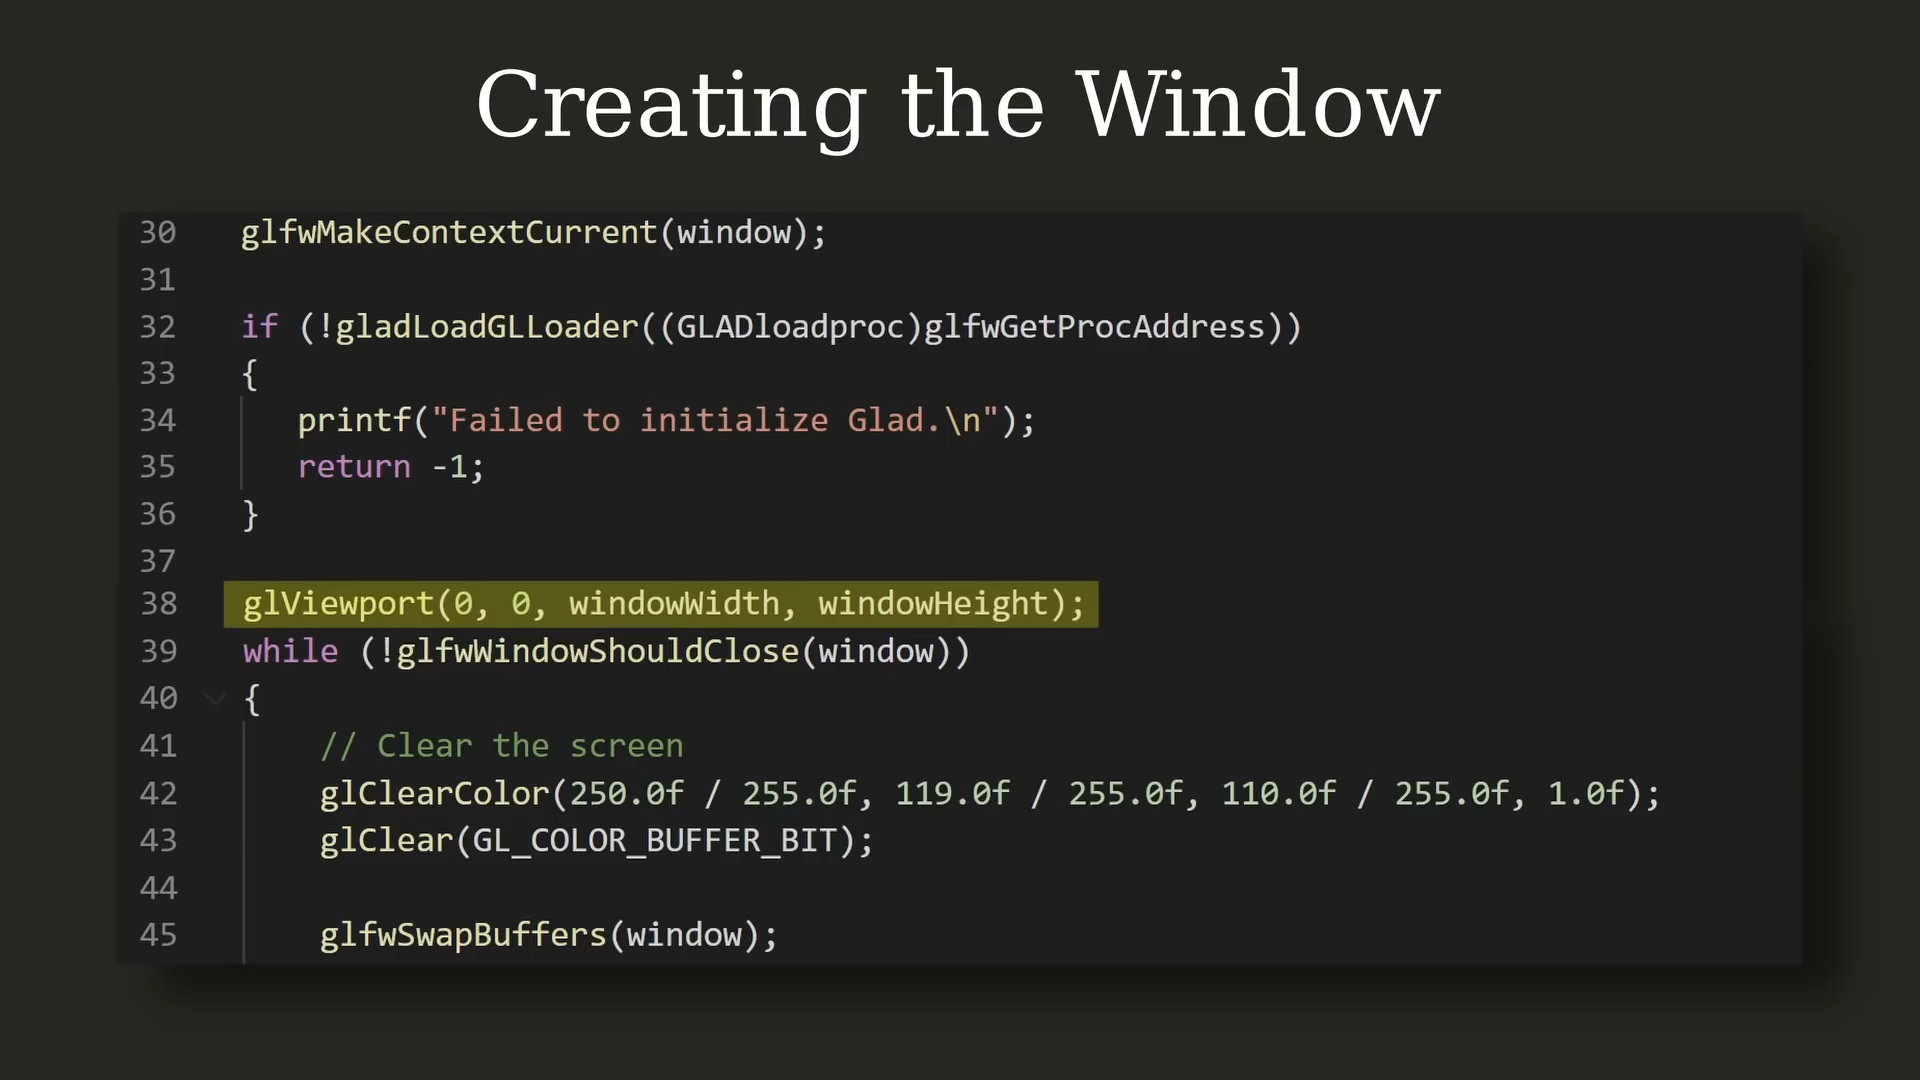 Creating the Window
30 glfwMakeContextCurrent(window);
31
32 if (!gladLoadGLLoader((GLADloadproc)glfwGetProcAddress))
33 {
34 printf("Failed to initialize Glad.\n");
35 return -1;
36 }
37
38 glViewport(0, 0, windowWidth, windowHeight);
39 while (!glfwWindowShouldClose(window))
40 {
41 // Clear the screen
42 glClearColor(250.0f / 255.0f, 119.0f / 255.0f, 110.0f / 255.0f, 1.0f);
43 glClear(GL_COLOR_BUFFER_BIT);
44
45 glfwSwapBuffers(window);